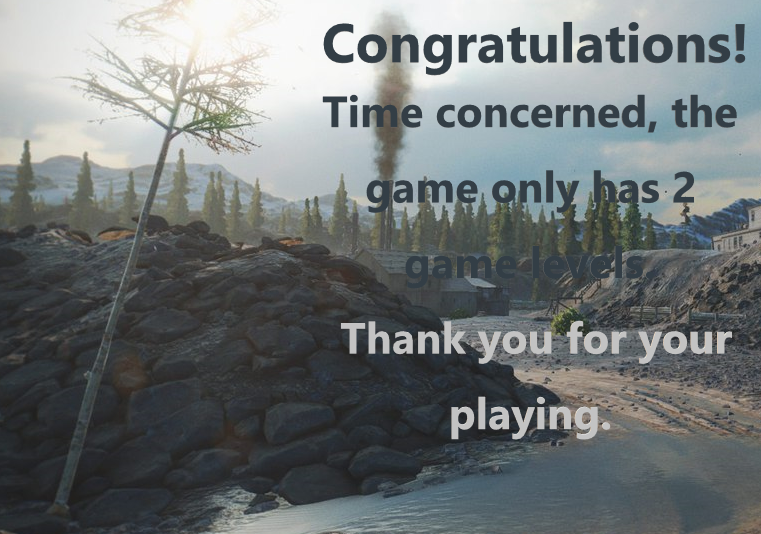 Congratulations!
Time concerned, the
game only has 2
game levels.
Thank you for your
playing.